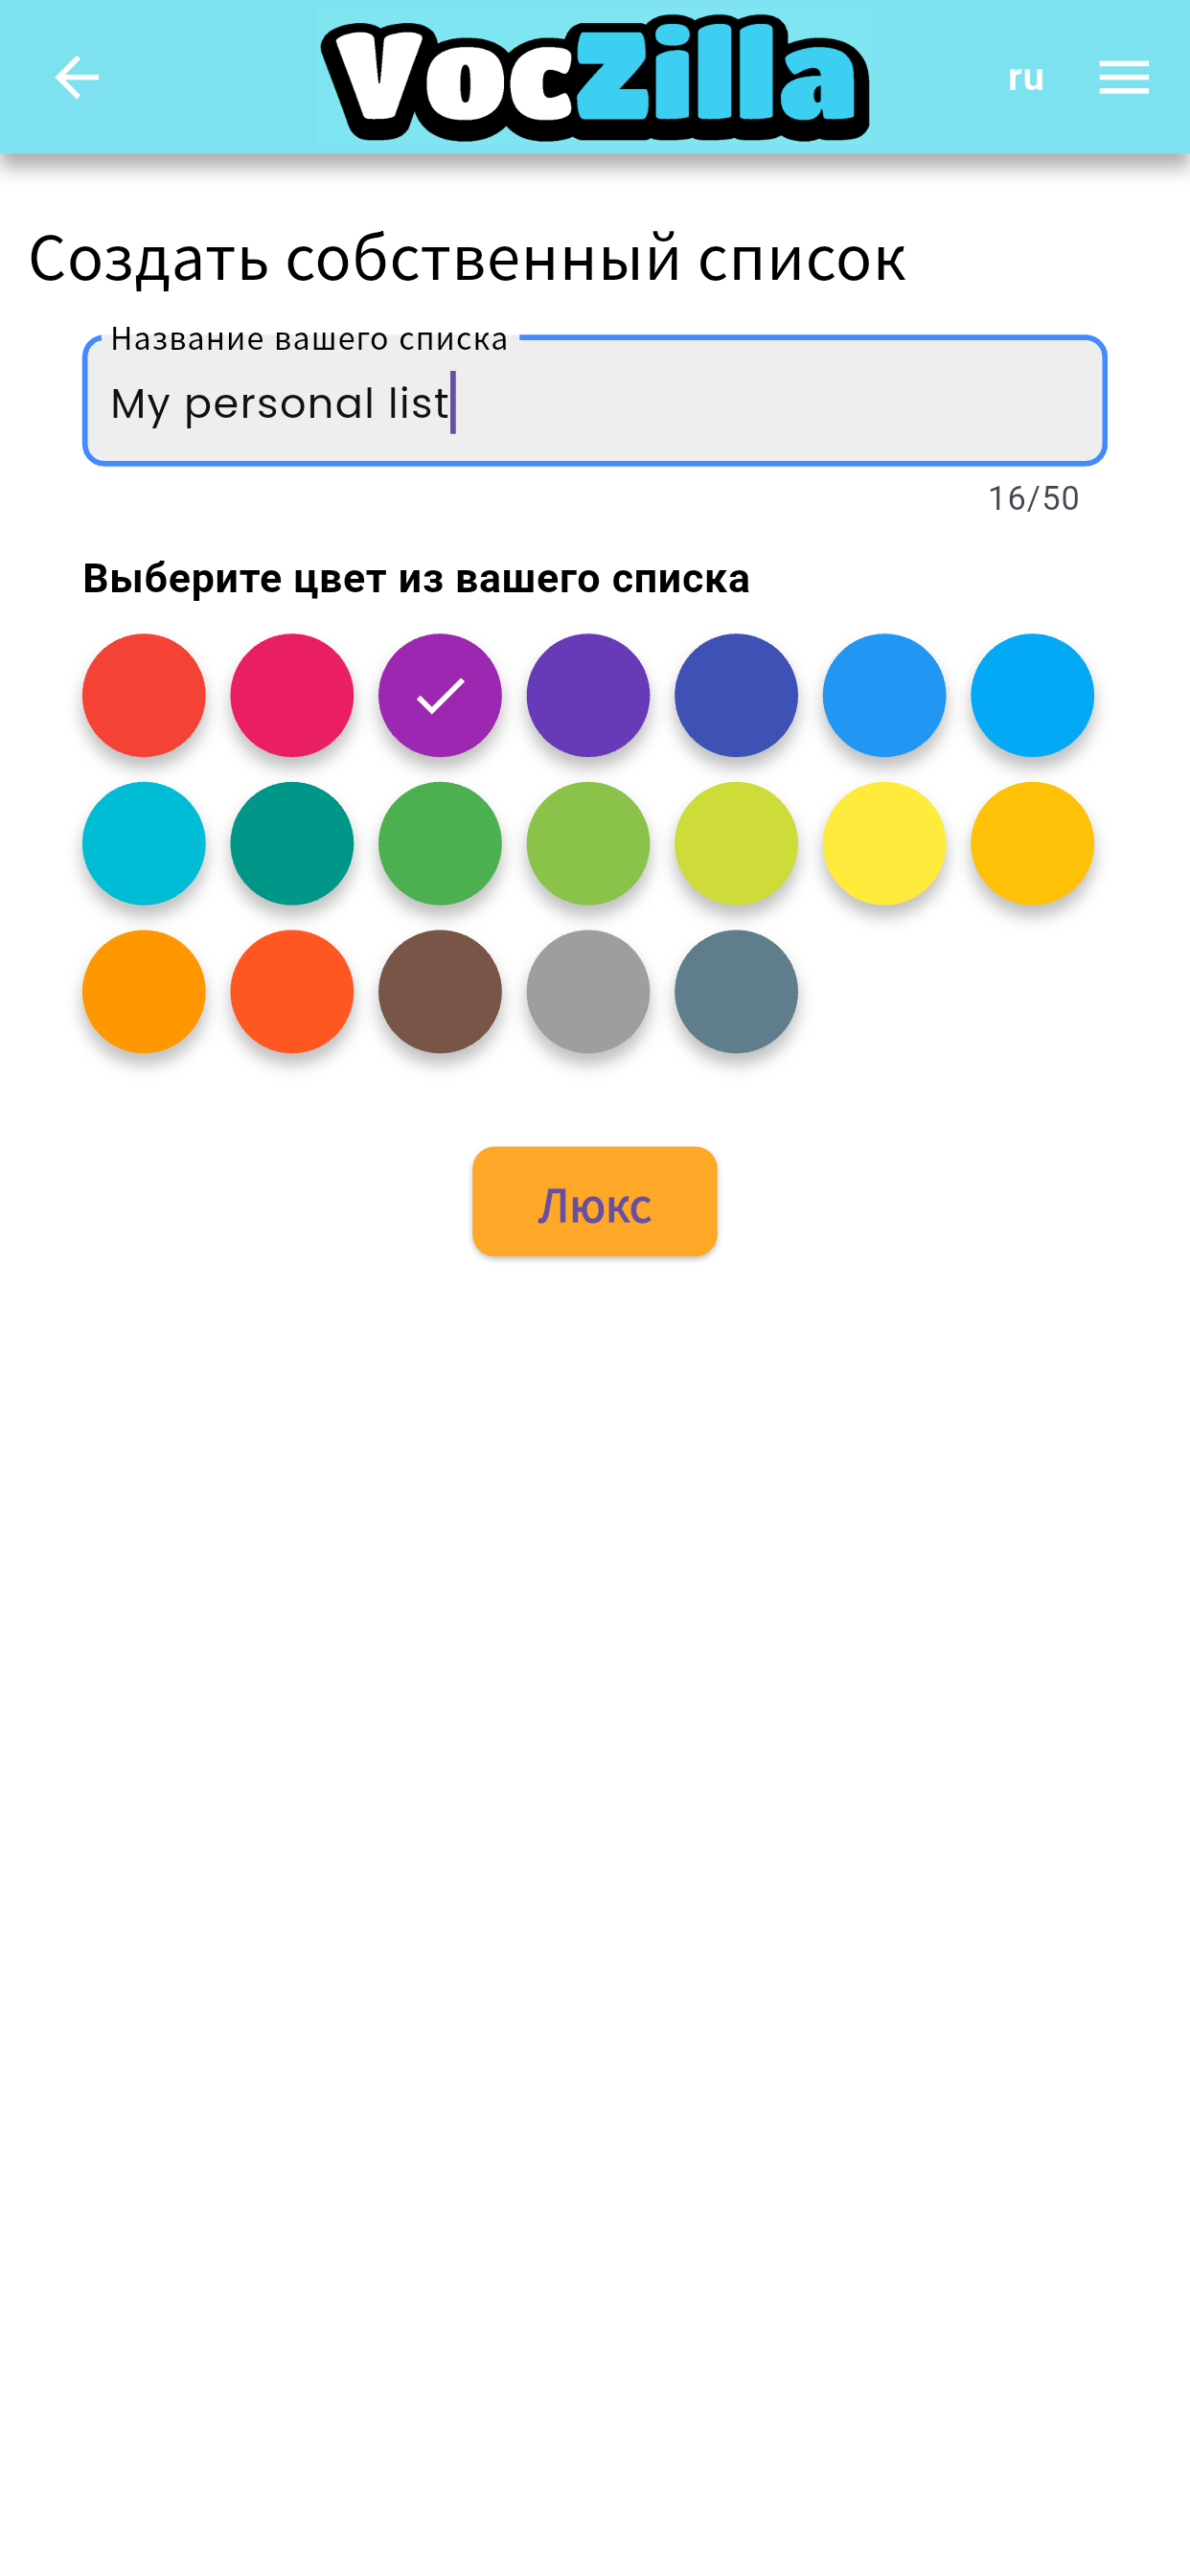 VocZilla
ru
Создать собственный список
Название вашего списка
My personal list
16/50
Выберите цвет из вашего списка
Люкс